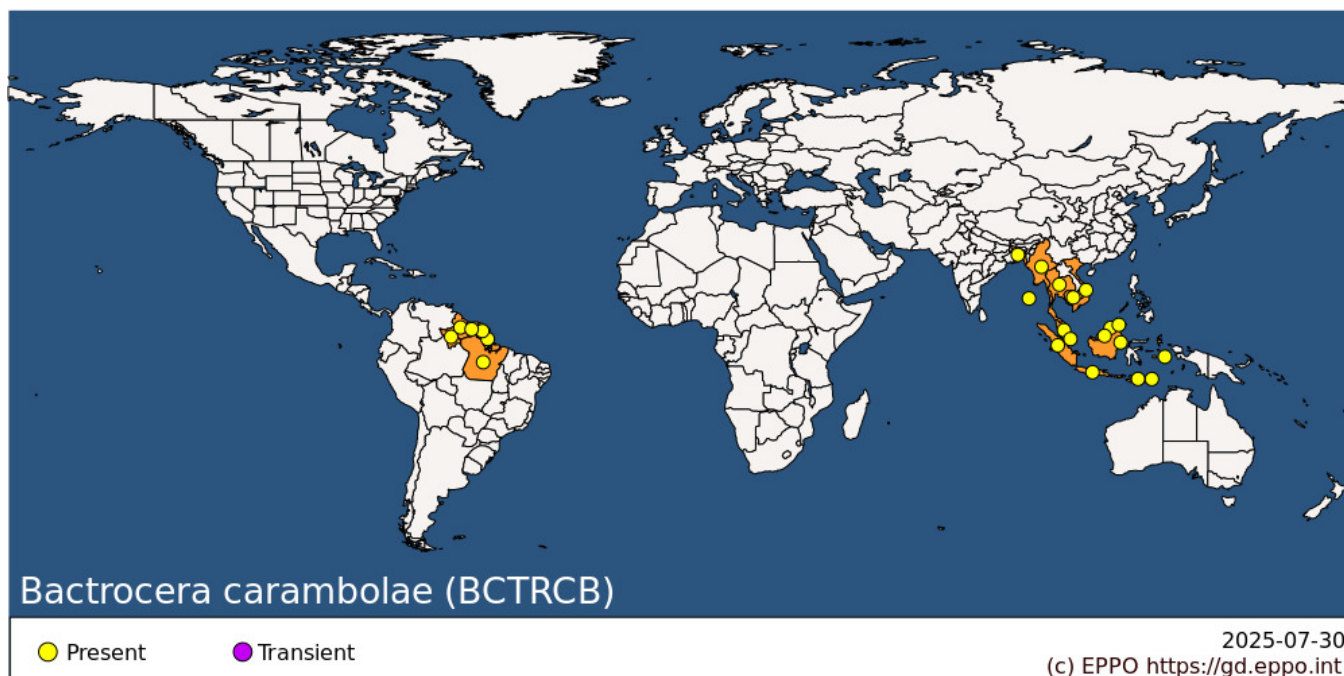 Bactrocera carambolae (BCTRCB)
Present
Transient
2025-07-30
(c) EPPO https://gd.eppo.int